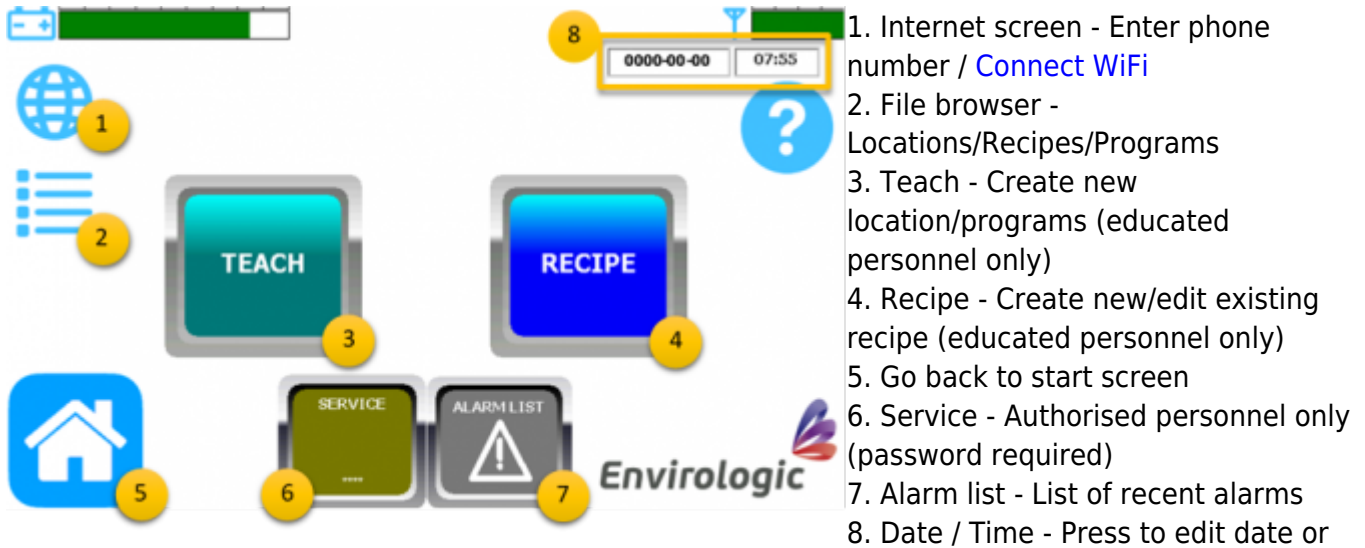 8
0000-00-00
07:55
1
?
2
TEACH
RECIPE
3
4
SERVICE
ALARM LIST
****
!
Envirologic
5
6
7
1. Internet screen - Enter phone
number / Connect WiFi
2. File browser -
Locations/Recipes/Programs
3. Teach - Create new
location/programs (educated
personnel only)
4. Recipe - Create new/edit existing
recipe (educated personnel only)
5. Go back to start screen
6. Service - Authorised personnel only
(password required)
7. Alarm list - List of recent alarms
8. Date / Time - Press to edit date or